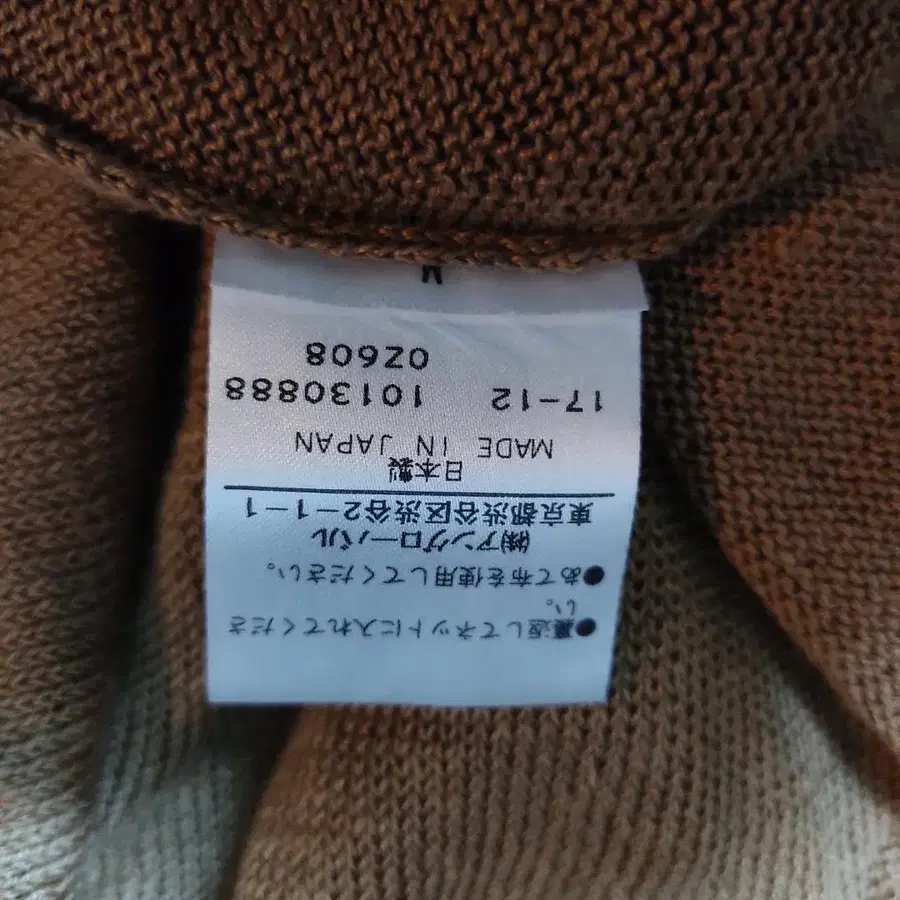 ●裏返してネットに入れてくださ
い。
●あて布を使用してください。
㈱アングローバル
東京都渋谷区渋谷2-1-1
日本製
MADE IN JAPAN
17-12 10130888
0Z608
M